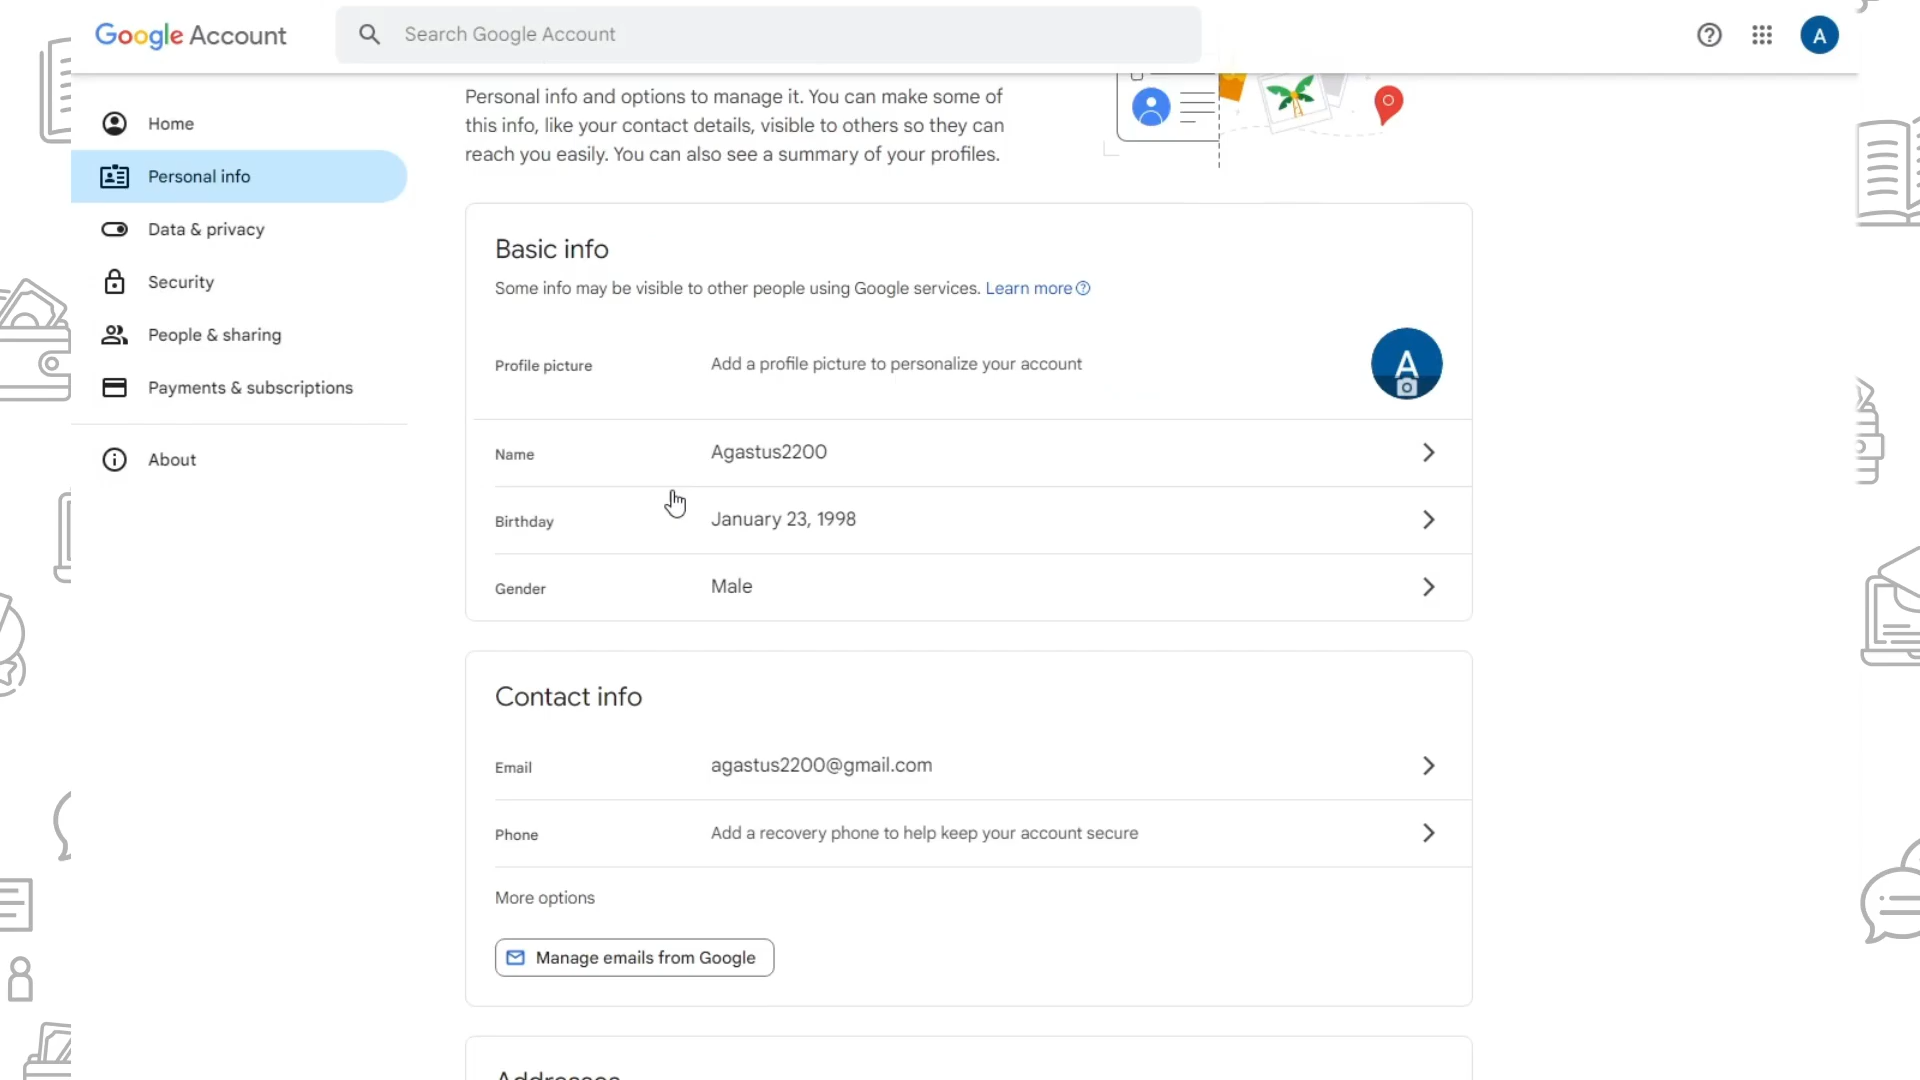 Google Account
Search Google Account
A
Home
Personal info
Data & privacy
Security
People & sharing
Payments & subscriptions
About
Personal info and options to manage it. You can make some of
this info, like your contact details, visible to others so they can
reach you easily. You can also see a summary of your profiles.
Basic info
Some info may be visible to other people using Google services. Learn more
Profile picture
Add a profile picture to personalize your account
A
Name
Agastus2200
Birthday
January 23, 1998
Gender
Male
Contact info
Email
agastus2200@gmail.com
Phone
Add a recovery phone to help keep your account secure
More options
Manage emails from Google
Addresses